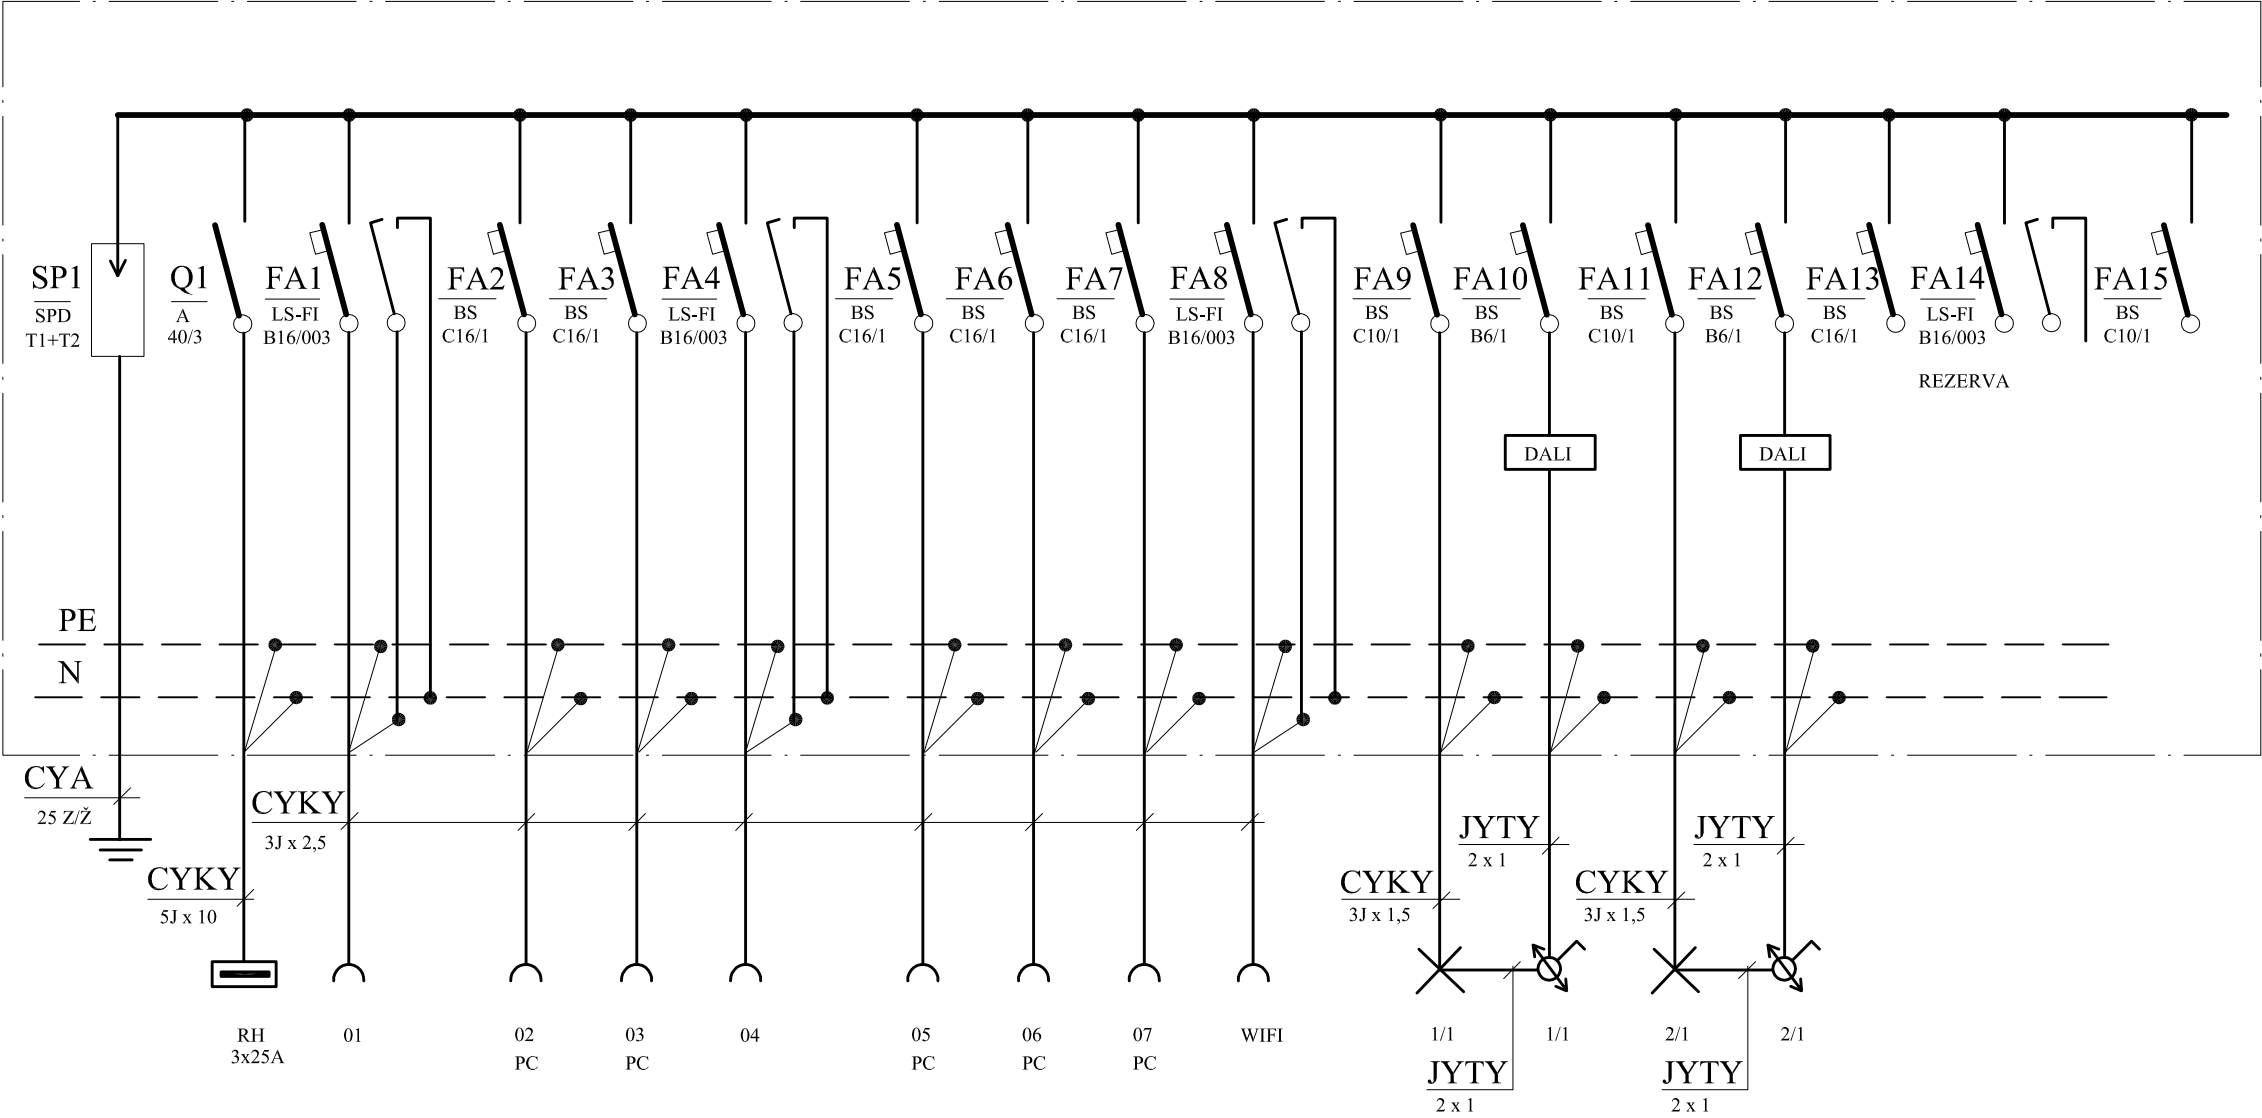 SP1
SPD
T1+T2
Q1
A
40/3
FA1
LS-FI
B16/003
FA2
BS
C16/1
FA3
BS
C16/1
FA4
LS-FI
B16/003
FA5
BS
C16/1
FA6
BS
C16/1
FA7
BS
C16/1
FA8
LS-FI
B16/003
FA9
BS
C10/1
FA10
BS
B6/1
FA11
BS
C10/1
FA12
BS
B6/1
FA13
BS
C16/1
FA14
LS-FI
B16/003
REZERVA
FA15
BS
C10/1
DALI
DALI
PE
N
CYA
25 Z/Ž
CYKY
3J x 2,5
CYKY
5J x 10
JYTY
2 x 1
JYTY
2 x 1
CYKY
3J x 1,5
CYKY
3J x 1,5
RH
3x25A
01
02
PC
03
PC
04
05
PC
06
PC
07
PC
WIFI
1/1
1/1
2/1
2/1
JYTY
2 x 1
JYTY
2 x 1